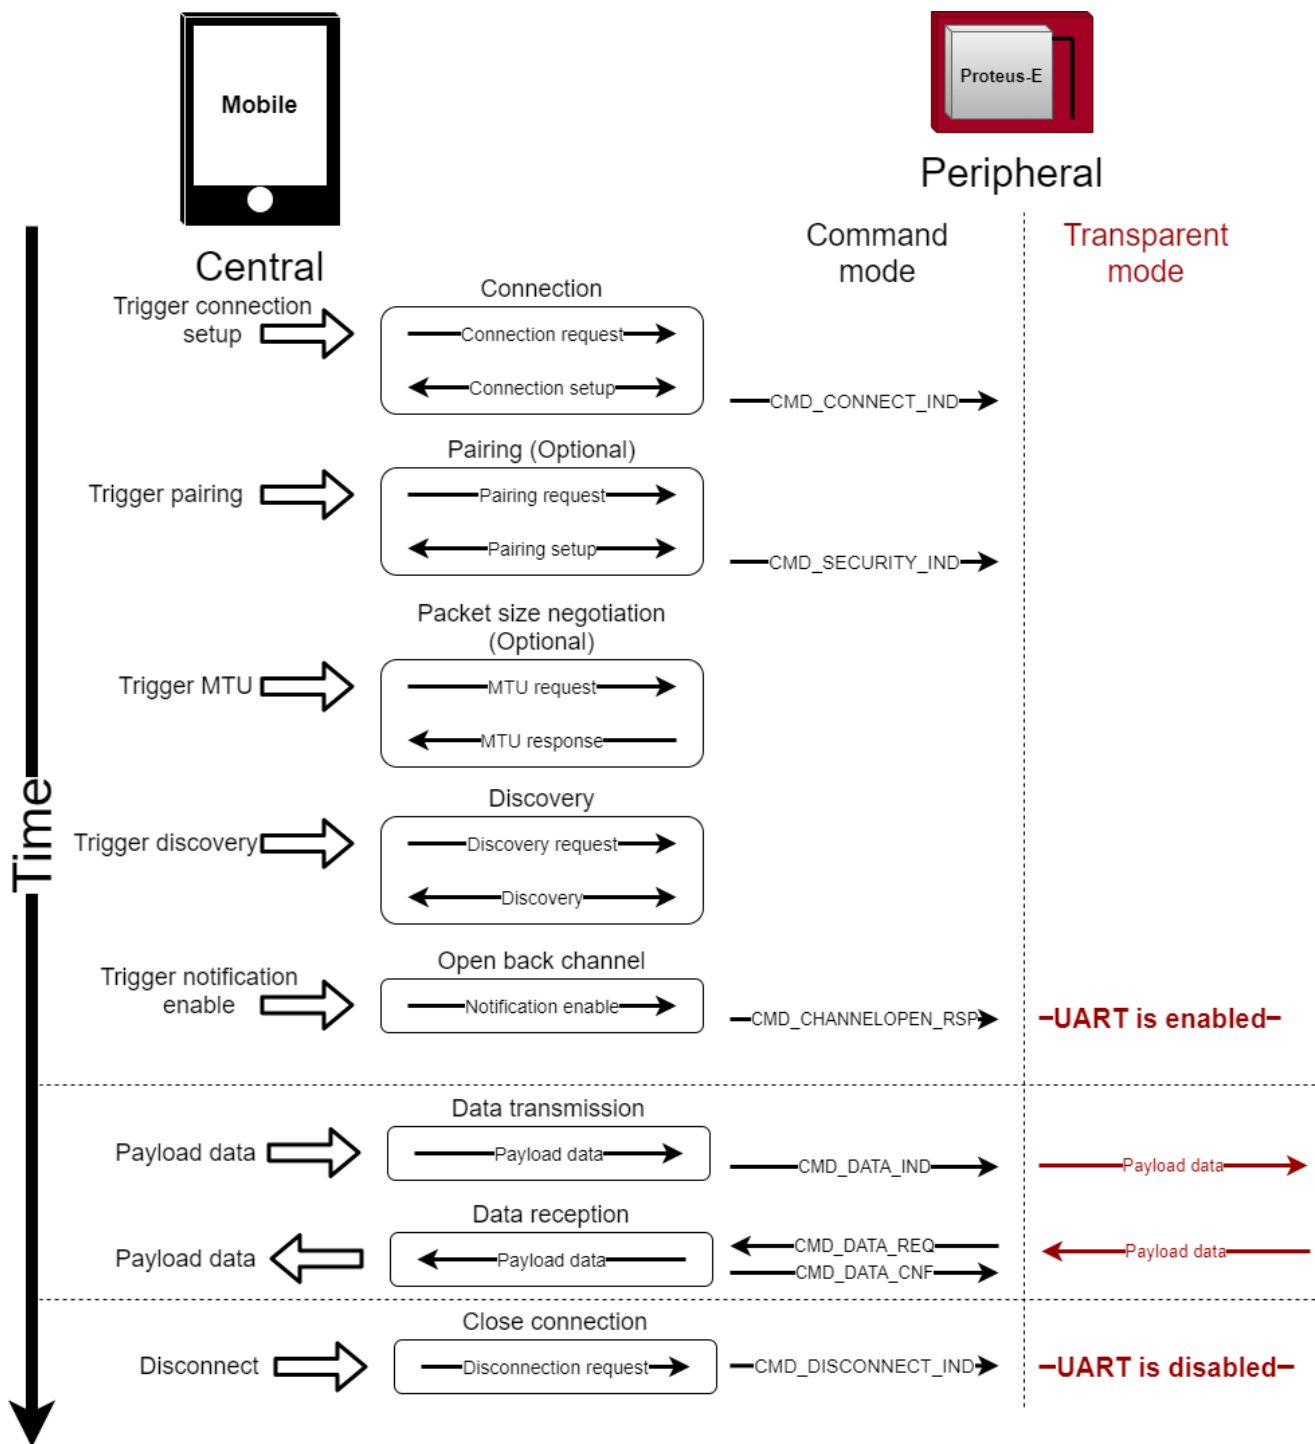 Mobile
Proteus-E
Peripheral
Central
Command
mode
Transparent
mode
Time
Trigger connection
setup
Connection
Connection request
Connection setup
CMD_CONNECT_IND
Pairing (Optional)
Trigger pairing
Pairing request
Pairing setup
CMD_SECURITY_IND
Packet size negotiation
(Optional)
Trigger MTU
MTU request
MTU response
Discovery
Trigger discovery
Discovery request
Discovery
Open back channel
Trigger notification
enable
Notification enable
CMD_CHANNELOPEN_RSP
UART is enabled
Data transmission
Payload data
Payload data
CMD_DATA_IND
Payload data
Data reception
Payload data
Payload data
CMD_DATA_REQ
CMD_DATA_CNF
Payload data
Close connection
Disconnect
Disconnection request
CMD_DISCONNECT_IND
UART is disabled